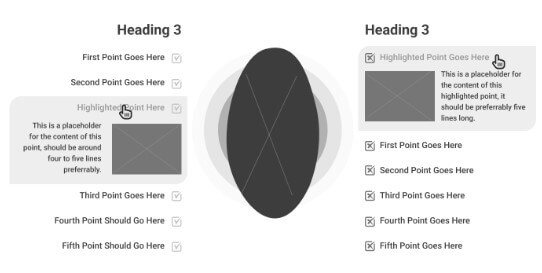 Heading 3
First Point Goes Here
Second Point Goes Here
Highlighted Point Here
This is a placeholder
for the content of this
point, should be around
four to five lines
preferrably.
Third Point Goes Here
Fourth Point Should Go Here
Fifth Point Should Go Here
Heading 3
Highlighted Point Goes Here
This is a placeholder for
the content of this
highlighted point, it
should be preferrably five
lines long.
First Point Goes Here
Second Point Goes Here
Third Point Goes Here
Fourth Point Goes Here
Fifth Point Goes Here